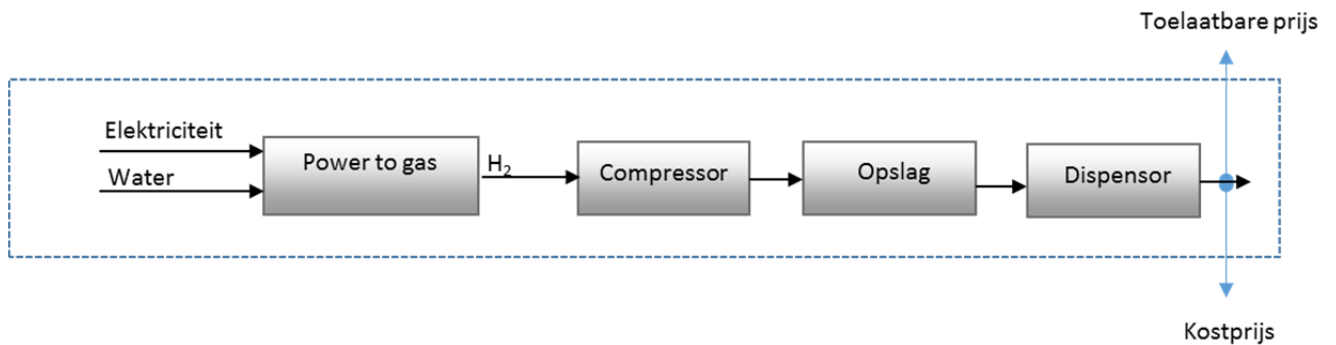 Toelaatbare prijs
Elektriciteit
Water
Power to gas
H₂
Compressor
Opslag
Dispensor
Kostprijs